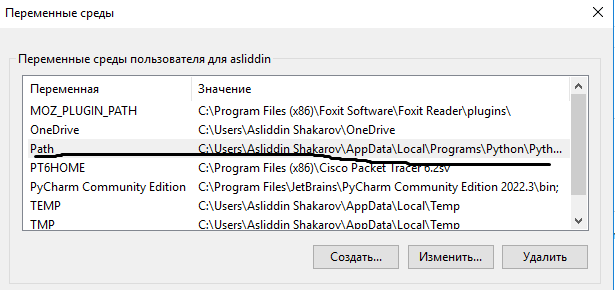 Переменные среды
Переменные среды пользователя для asliddin
Переменная Значение
MOZ_PLUGIN_PATH C:\Program Files (x86)\Foxit Software\Foxit Reader\plugins\
OneDrive C:\Users\Asliddin Shakarov\OneDrive
Path C:\Users\Asliddin Shakarov\AppData\Local\Programs\Python\Pyth...
PT6HOME C:\Program Files (x86)\Cisco Packet Tracer 6.2sv
PyCharm Community Edition C:\Program Files\JetBrains\PyCharm Community Edition 2022.3\bin;
TEMP C:\Users\Asliddin Shakarov\AppData\Local\Temp
TMP C:\Users\Asliddin Shakarov\AppData\Local\Temp
Создать... Изменить... Удалить